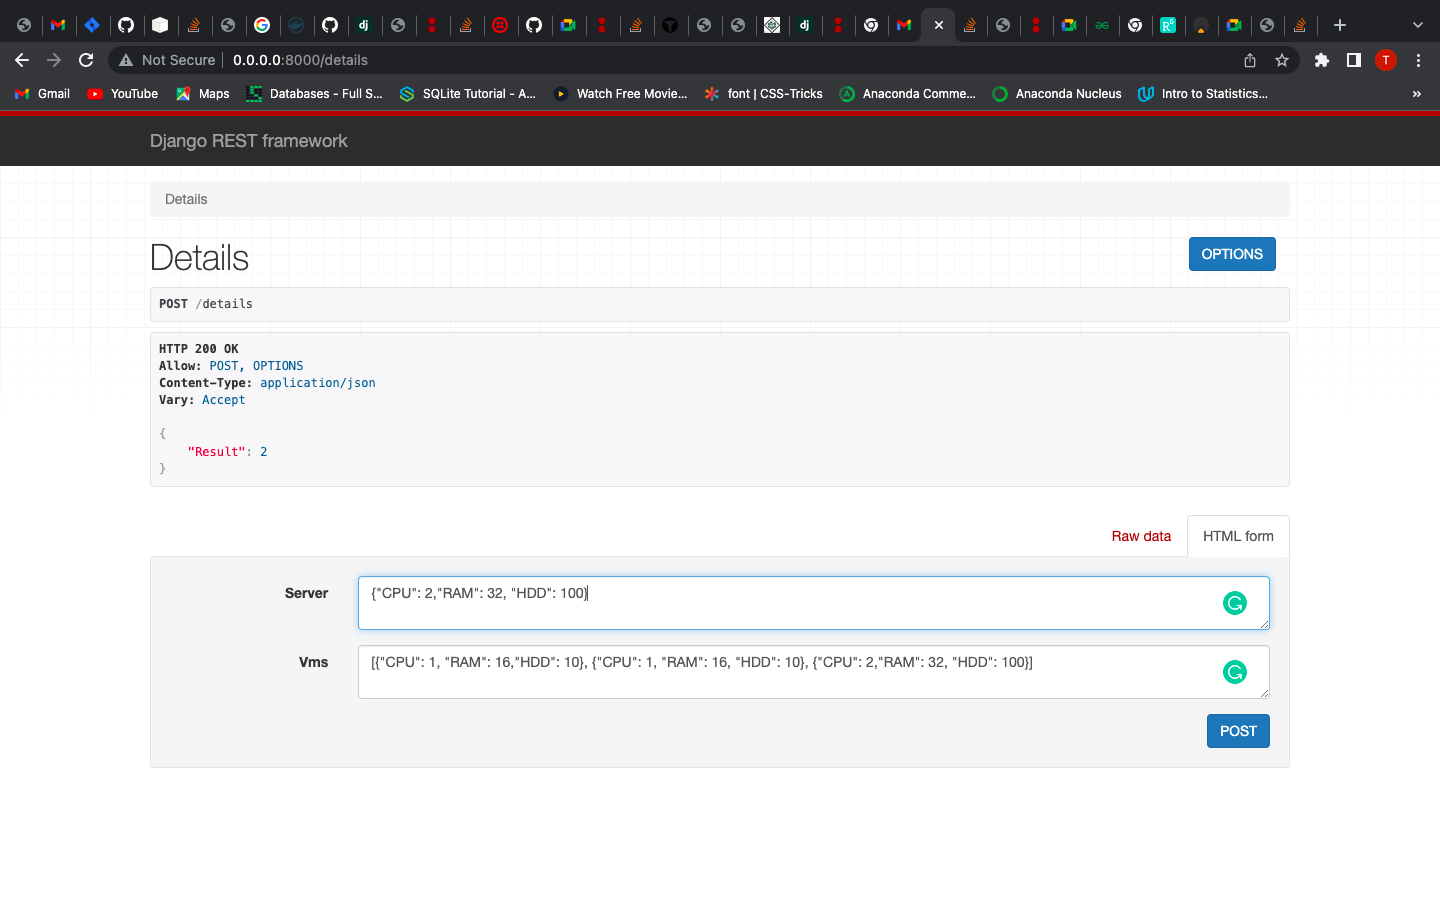 Not Secure | 0.0.0.0:8000/details
T
Gmail YouTube Maps Databases - Full S... SQLite Tutorial - A... Watch Free Movie... font | CSS-Tricks Anaconda Comme... Anaconda Nucleus Intro to Statistics... »
Django REST framework
Details
Details
OPTIONS
POST /details
HTTP 200 OK
Allow: POST, OPTIONS
Content-Type: application/json
Vary: Accept
{
"Result": 2
}
Raw data HTML form
Server {"CPU": 2,"RAM": 32, "HDD": 100}
Vms [{"CPU": 1, "RAM": 16,"HDD": 10}, {"CPU": 1, "RAM": 16, "HDD": 10}, {"CPU": 2,"RAM": 32, "HDD": 100}]
POST